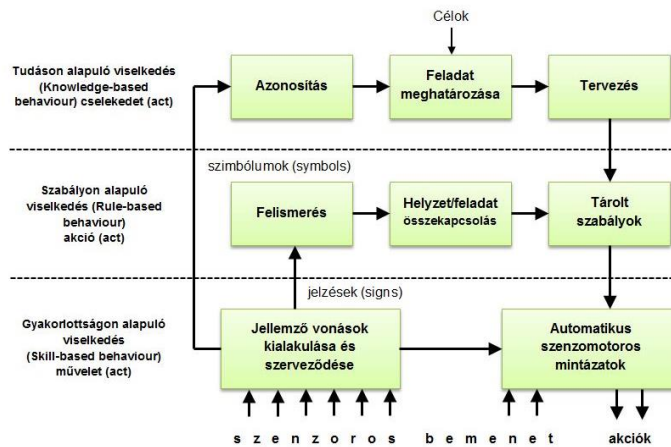 Célok
Tudáson alapuló viselkedés
(Knowledge-based
behaviour) cselekedet (act)
Azonosítás
Feladat
meghatározása
Tervezés
szimbólumok (symbols)
Szabályon alapuló
viselkedés (Rule-based
behaviour)
akció (act)
Felismerés
Helyzet/feladat
összekapcsolás
Tárolt
szabályok
jelzések (signs)
Gyakorlottságon alapuló
viselkedés
(Skill-based behaviour)
művelet (act)
Jellemző vonások
kialakulása és
szerveződése
Automatikus
szenzomotoros
mintázatok
s z e n z o r o s b e m e n e t akciók